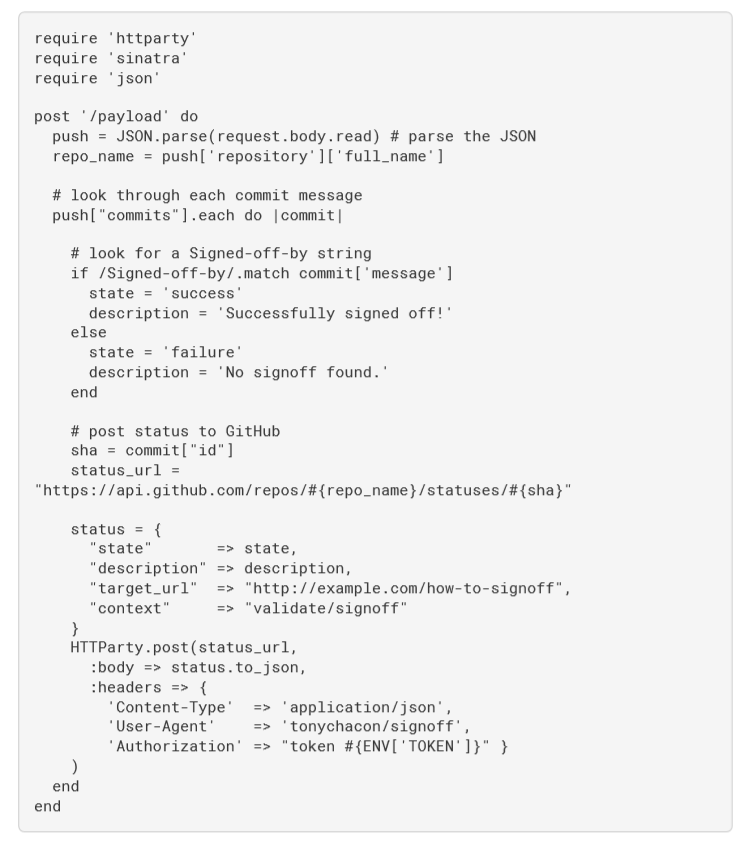 require 'httparty'
require 'sinatra'
require 'json'

post '/payload' do
  push = JSON.parse(request.body.read) # parse the JSON
  repo_name = push['repository']['full_name']

  # look through each commit message
  push["commits"].each do |commit|

    # look for a Signed-off-by string
    if /Signed-off-by/.match commit['message']
      state = 'success'
      description = 'Successfully signed off!'
    else
      state = 'failure'
      description = 'No signoff found.'
    end

    # post status to GitHub
    sha = commit["id"]
    status_url =
"https://api.github.com/repos/#{repo_name}/statuses/#{sha}"

    status = {
      "state"       => state,
      "description" => description,
      "target_url"  => "http://example.com/how-to-signoff",
      "context"     => "validate/signoff"
    }
    HTTParty.post(status_url,
      :body => status.to_json,
      :headers => {
        'Content-Type'  => 'application/json',
        'User-Agent'    => 'tonychacon/signoff',
        'Authorization' => "token #{ENV['TOKEN']}" }
    )
  end
end